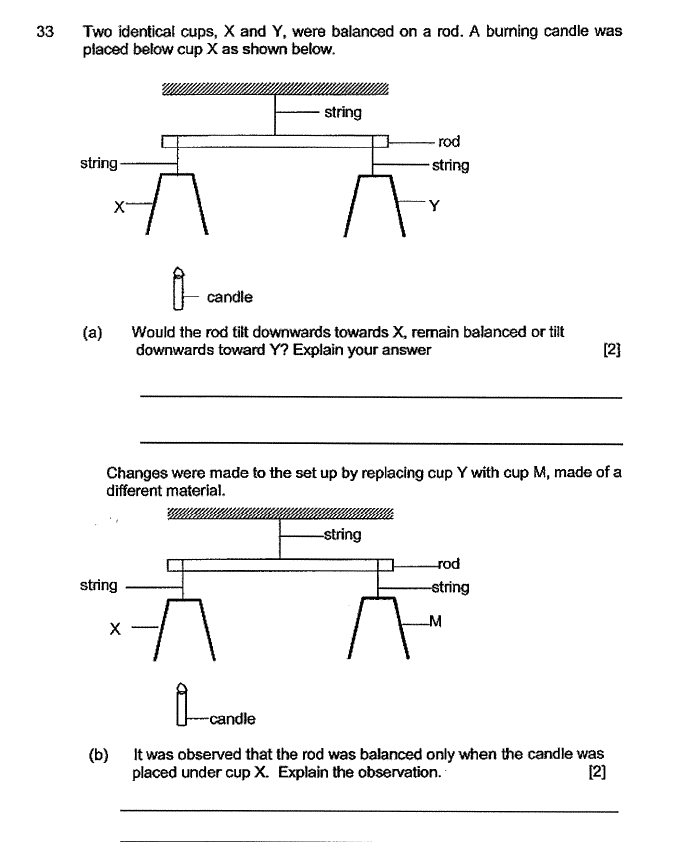 33 Two identical cups, X and Y, were balanced on a rod. A burning candle was
placed below cup X as shown below.
string
rod
string
string
X
Y
candle
(a) Would the rod tilt downwards towards X, remain balanced or tilt
downwards toward Y? Explain your answer [2]
Changes were made to the set up by replacing cup Y with cup M, made of a
different material.
string
rod
string
string
X
M
candle
(b) It was observed that the rod was balanced only when the candle was
placed under cup X. Explain the observation. [2]